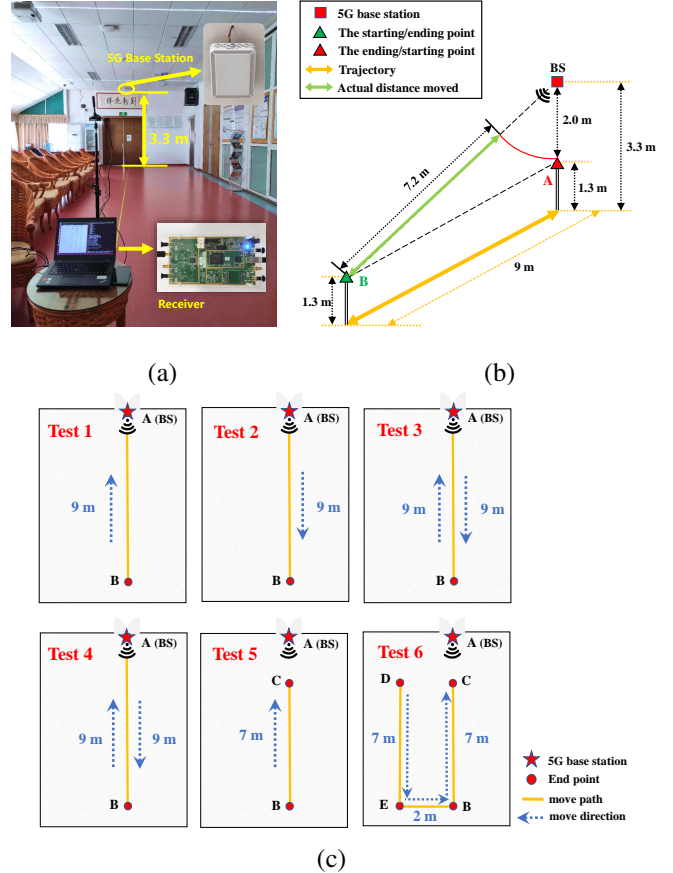 5G Base Station
3.3 m
Receiver
(a)
5G base station
The starting/ending point
The ending/starting point
Trajectory
Actual distance moved
BS
2.0 m
3.3 m
7.2 m
A
1.3 m
B
9 m
1.3 m
(b)
Test 1
A (BS)
9 m
B
Test 2
A (BS)
9 m
B
Test 3
A (BS)
9 m
9 m
B
Test 4
A (BS)
9 m
9 m
B
Test 5
A (BS)
C
7 m
B
Test 6
A (BS)
D
C
7 m
7 m
E
B
2 m
5G base station
End point
move path
move direction
(c)